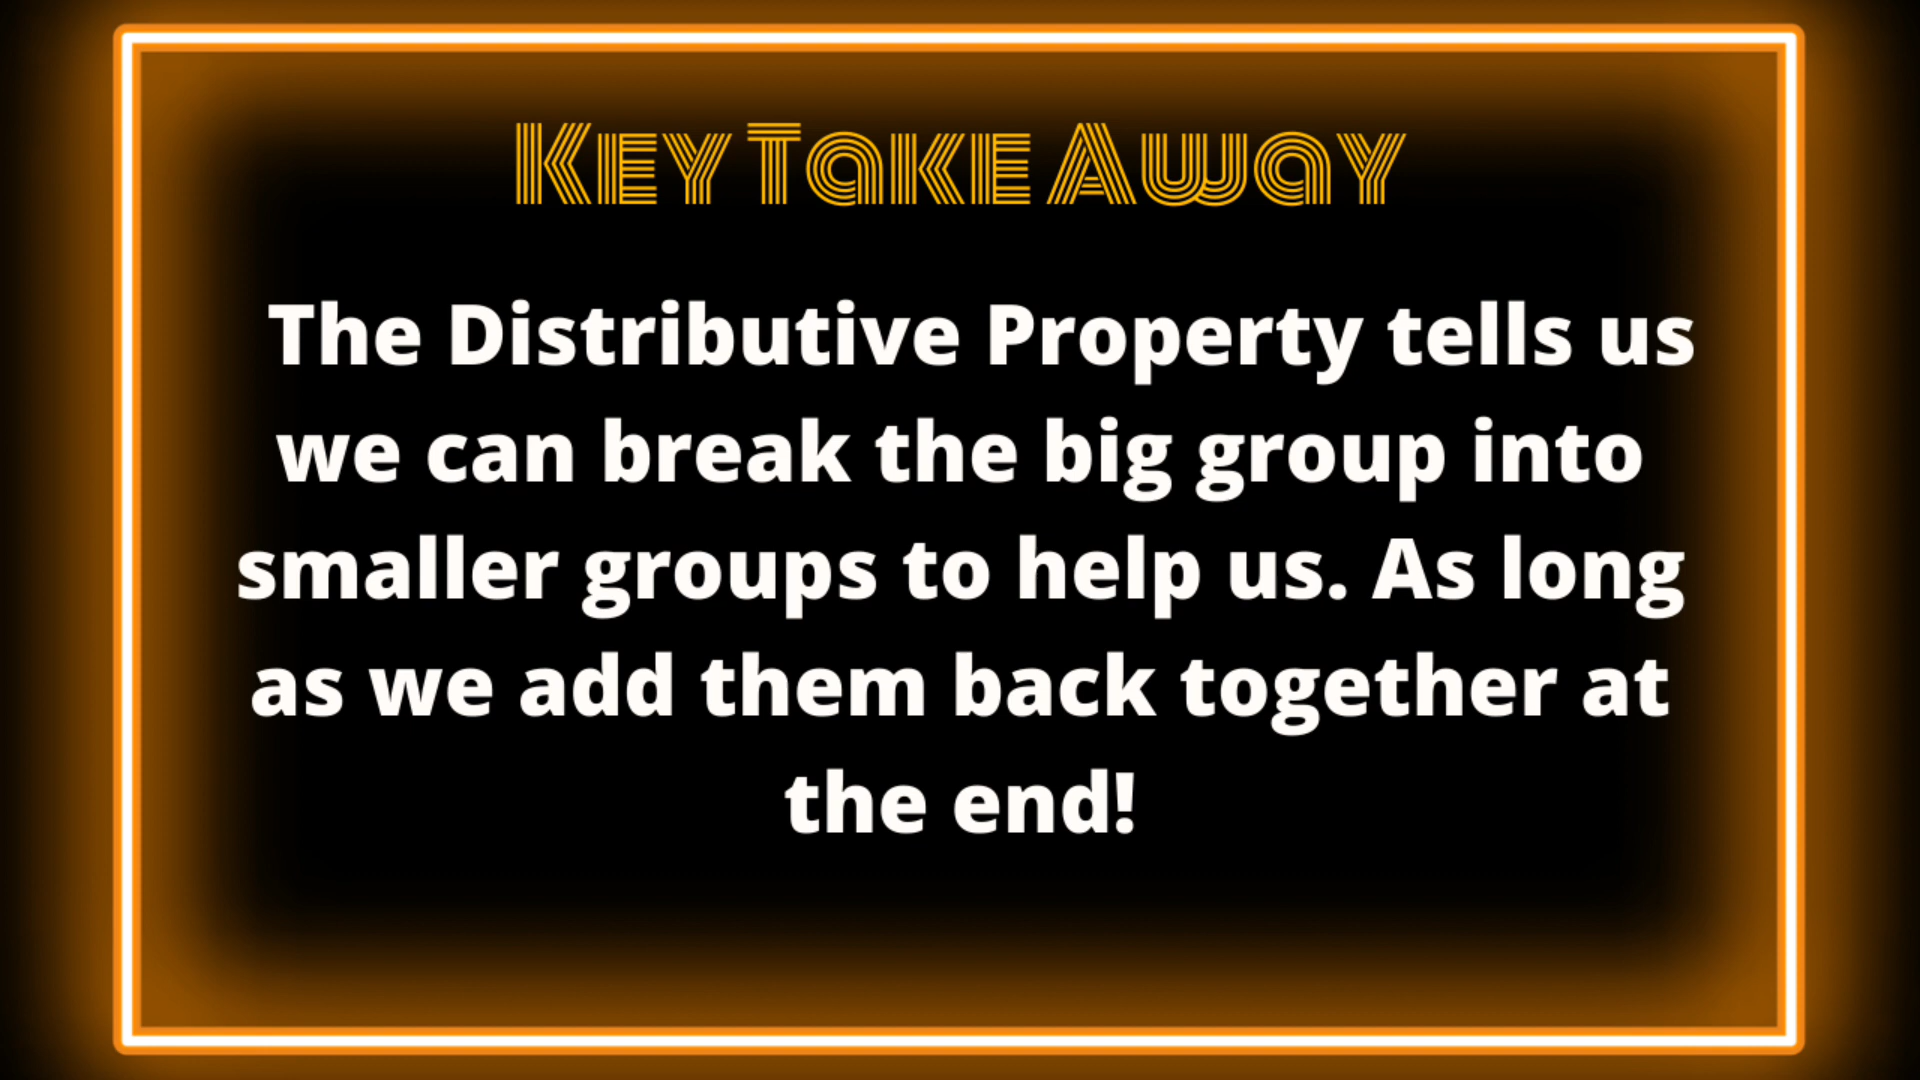 Key Take Away
The Distributive Property tells us
we can break the big group into
smaller groups to help us. As long
as we add them back together at
the end!